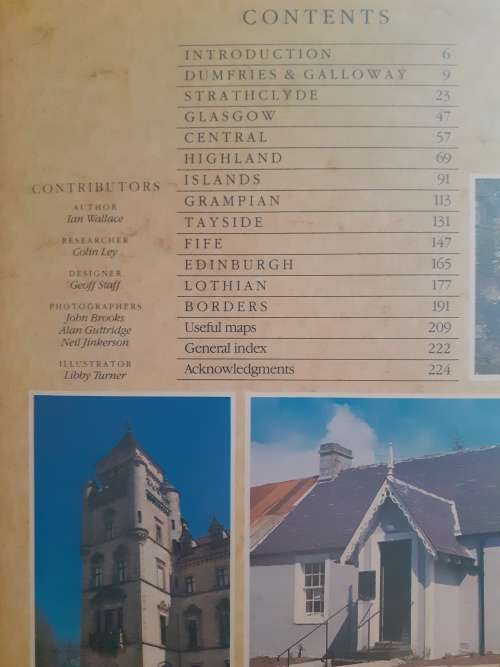 CONTENTS
INTRODUCTION 6
DUMFRIES & GALLOWAY 9
STRATHCLYDE 23
GLASGOW 47
CENTRAL 57
HIGHLAND 69
ISLANDS 91
GRAMPIAN 113
TAYSIDE 131
FIFE 147
EDINBURGH 165
LOTHIAN 177
BORDERS 191
Useful maps 209
General index 222
Acknowledgments 224
CONTRIBUTORS
AUTHOR
Ian Wallace
RESEARCHER
Colin Ley
DESIGNER
Geoff Staff
PHOTOGRAPHERS
John Brooks
Alan Guttridge
Neil Jinkerson
ILLUSTRATOR
Libby Turner